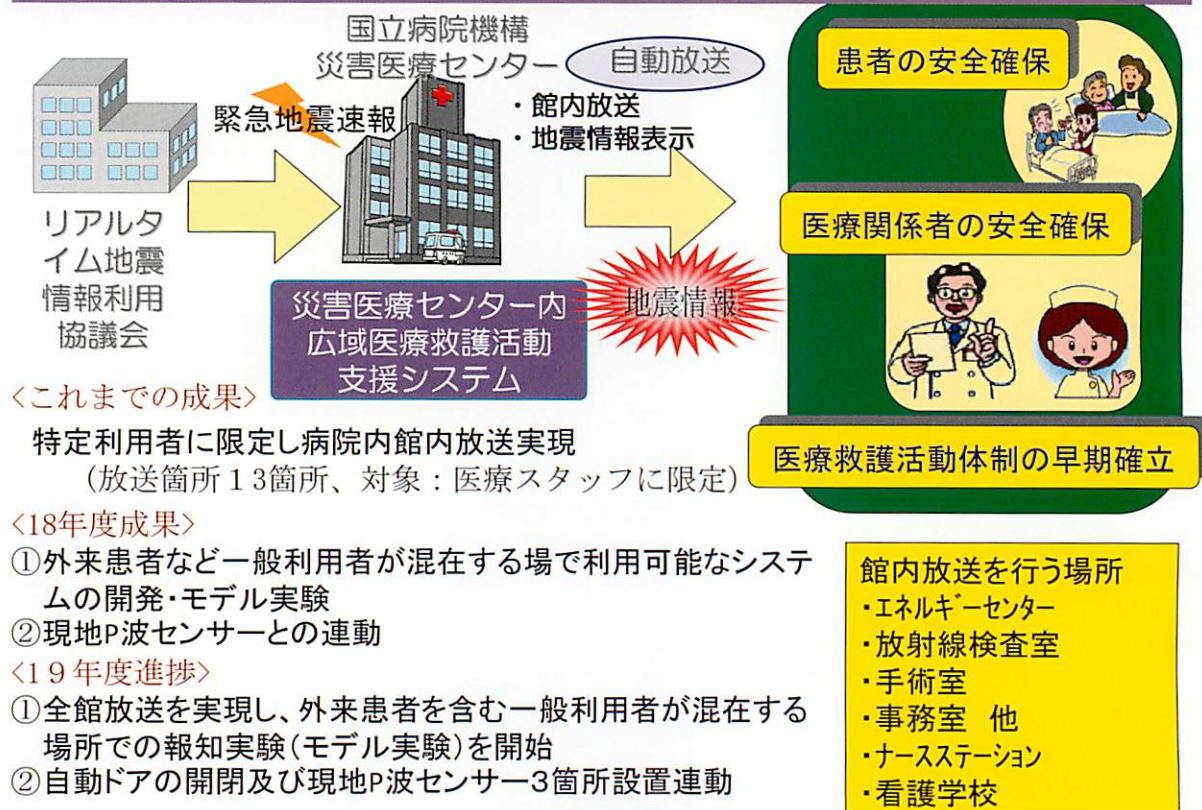 国立病院機構
災害医療センター
自動放送
緊急地震速報
・館内放送
・地震情報表示
リアルタ
イム地震
情報利用
協議会
災害医療センター内
広域医療救護活動
支援システム
地震情報
患者の安全確保
医療関係者の安全確保
医療救護活動体制の早期確立
<これまでの成果>
特定利用者に限定し病院内館内放送実現
(放送箇所13箇所、対象：医療スタッフに限定)
<18年度成果>
①外来患者など一般利用者が混在する場で利用可能なシステ
ムの開発・モデル実験
②現地P波センサーとの連動
<19年度進捗>
①全館放送を実現し、外来患者を含む一般利用者が混在する
場所での報知実験(モデル実験)を開始
②自動ドアの開閉及び現地P波センサー3箇所設置連動
館内放送を行う場所
・エネルギーセンター
・放射線検査室
・手術室
・事務室 他
・ナースステーション
・看護学校